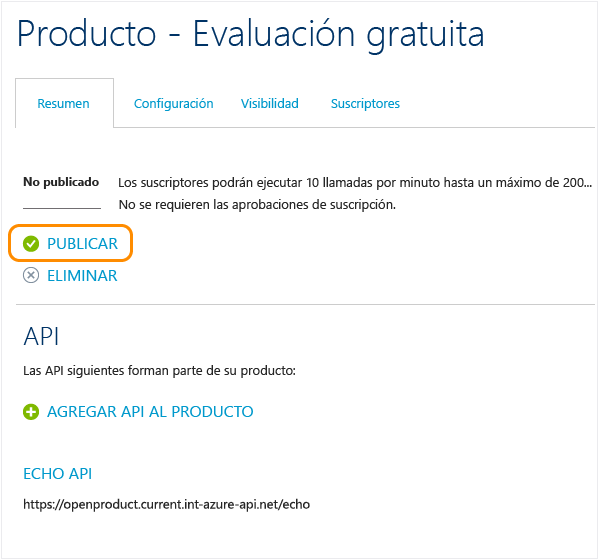 Producto - Evaluación gratuita
Resumen Configuración Visibilidad Suscriptores
No publicado Los suscriptores podrán ejecutar 10 llamadas por minuto hasta un máximo de 200...
No se requieren las aprobaciones de suscripción.
PUBLICAR
ELIMINAR
API
Las API siguientes forman parte de su producto:
AGREGAR API AL PRODUCTO
ECHO API
https://openproduct.current.int-azure-api.net/echo